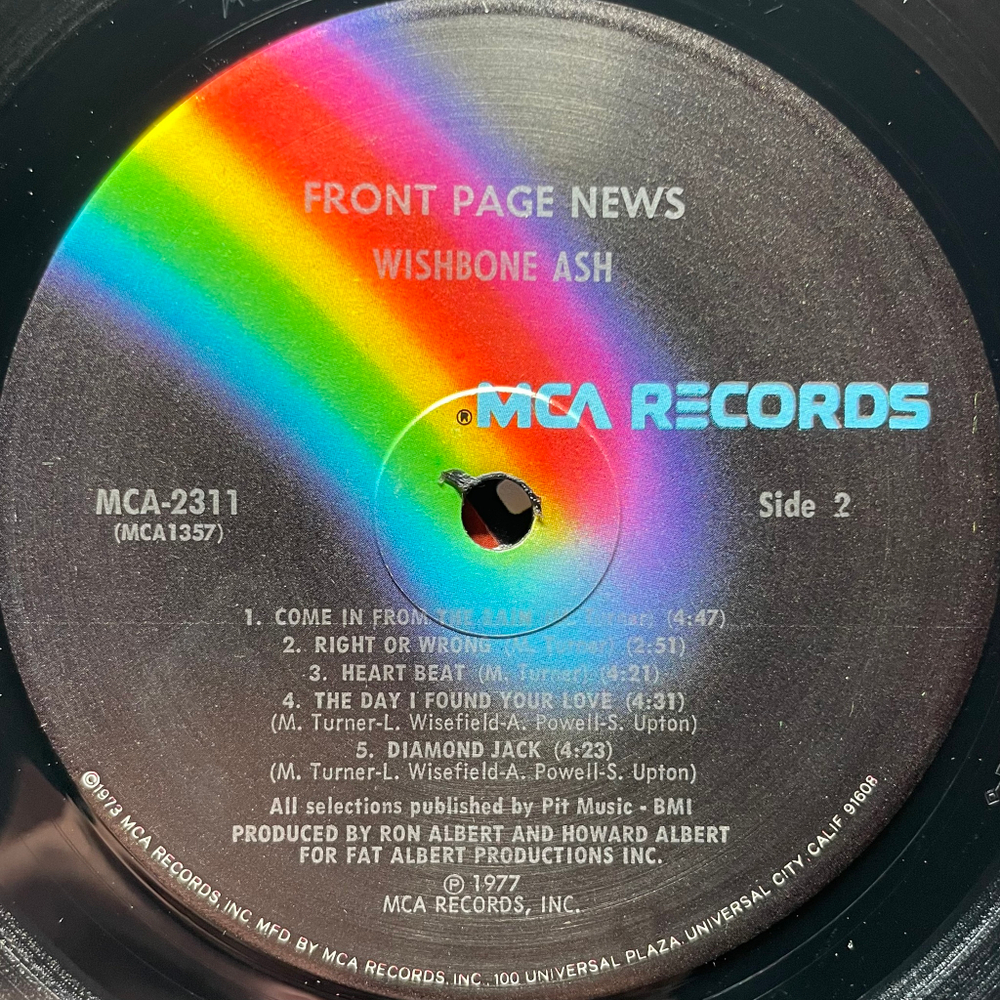 FRONT PAGE NEWS
WISHBONE ASH
®MCA RECORDS
MCA-2311
(MCA1357)
Side 2
1. COME IN FROM THE RAIN (M. Turner) (4:47)
2. RIGHT OR WRONG (M. Turner) (2:51)
3. HEART BEAT (M. Turner) (4:21)
4. THE DAY I FOUND YOUR LOVE (4:31)
(M. Turner-L. Wisefield-A. Powell-S. Upton)
5. DIAMOND JACK (4:23)
(M. Turner-L. Wisefield-A. Powell-S. Upton)
All selections published by Pit Music - BMI
PRODUCED BY RON ALBERT AND HOWARD ALBERT
FOR FAT ALBERT PRODUCTIONS INC.
℗ 1977
MCA RECORDS, INC.
©1973 MCA RECORDS, INC. MFD BY MCA RECORDS, INC., 100 UNIVERSAL PLAZA, UNIVERSAL CITY, CALIF 91608